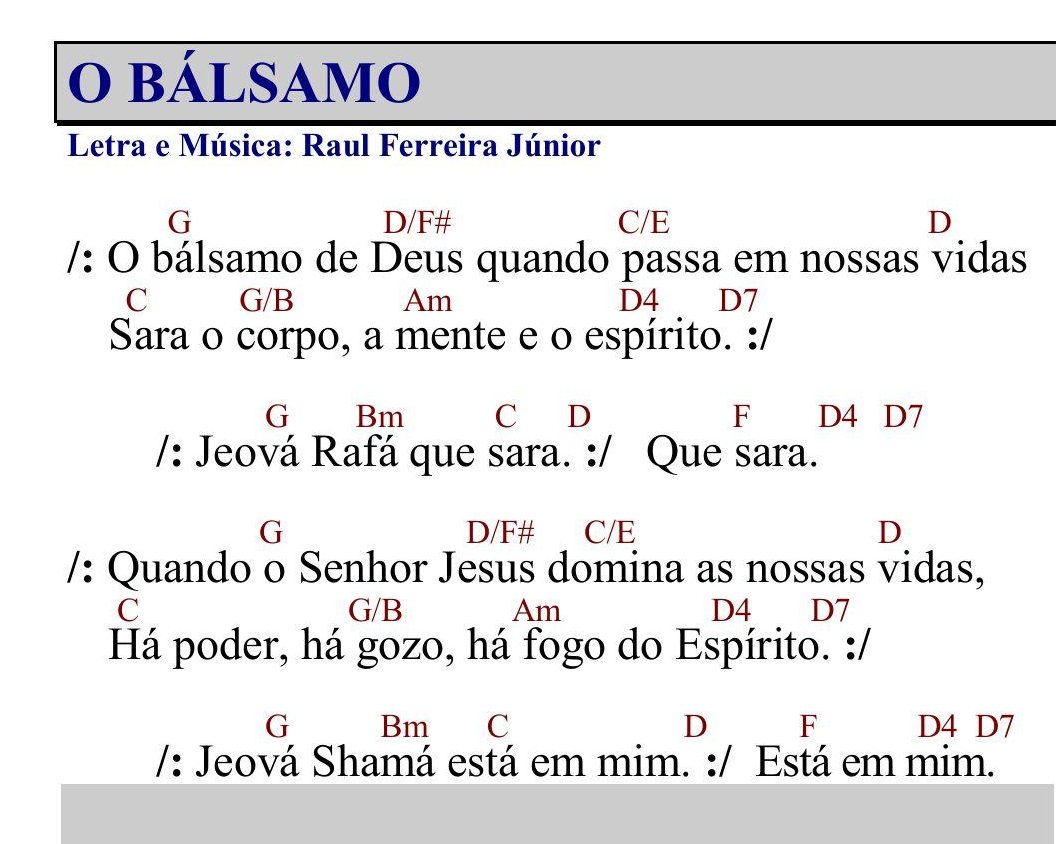 O BÁLSAMO
Letra e Música: Raul Ferreira Júnior
G D/F# C/E D
/: O bálsamo de Deus quando passa em nossas vidas
C G/B Am D4 D7
Sara o corpo, a mente e o espírito. :/
G Bm C D F D4 D7
/: Jeová Rafá que sara. :/ Que sara.
G D/F# C/E D
/: Quando o Senhor Jesus domina as nossas vidas,
C G/B Am D4 D7
Há poder, há gozo, há fogo do Espírito. :/
G Bm C D F D4 D7
/: Jeová Shamá está em mim. :/ Está em mim.